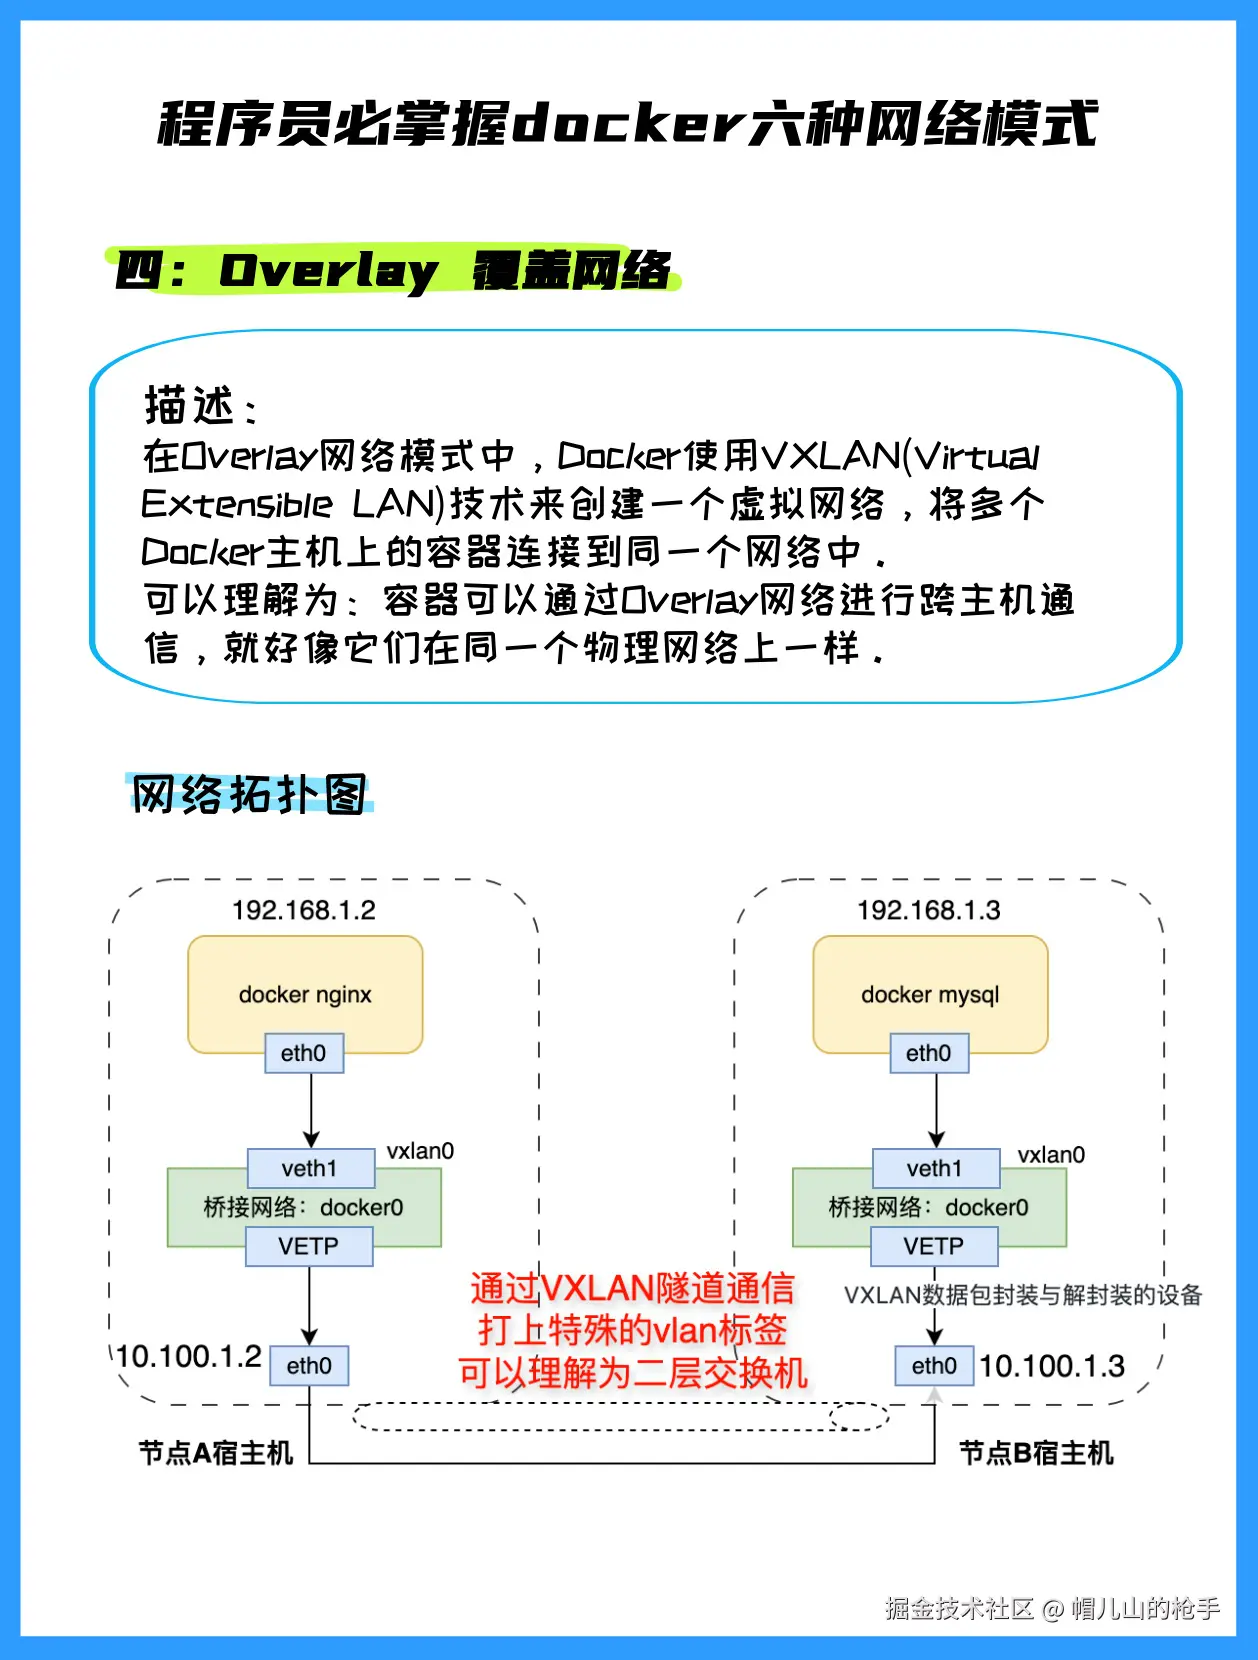 程序员必掌握docker六种网络模式
四：Overlay 覆盖网络
描述：
在Overlay网络模式中，Docker使用VXLAN(Virtual
Extensible LAN)技术来创建一个虚拟网络，将多个
Docker主机上的容器连接到同一个网络中.
可以理解为：容器可以通过Overlay网络进行跨主机通
信，就好像它们在同一个物理网络上一样.
网络拓扑图
192.168.1.2
docker nginx
eth0
veth1
vxlan0
桥接网络：docker0
VETP
10.100.1.2
eth0
节点A宿主机
通过VXLAN隧道通信
打上特殊的vlan标签
可以理解为二层交换机
192.168.1.3
docker mysql
eth0
veth1
vxlan0
桥接网络：docker0
VETP
VXLAN数据包封装与解封装的设备
eth0
10.100.1.3
节点B宿主机
掘金技术社区 @ 帽儿山的枪手